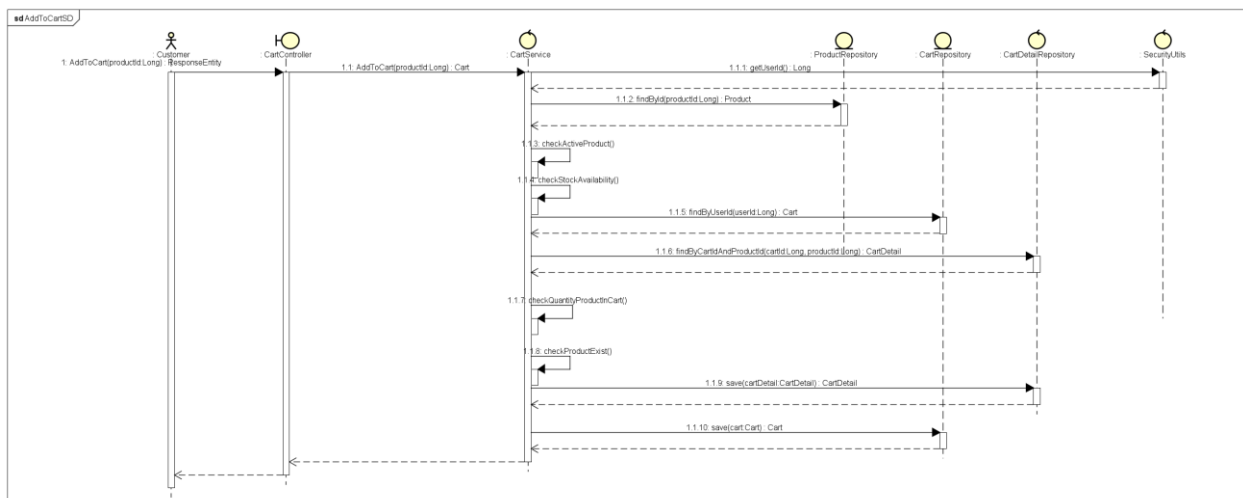 sd AddToCartSD
: Customer
: CartController
: CartService
: ProductRepository
: CartRepository
: CartDetailRepository
: SecurityUtils
1: AddToCart(productId:Long) : ResponseEntity
1.1: AddToCart(productId:Long) : Cart
1.1.1: getUserId() : Long
1.1.2: findById(productId:Long) : Product
1.1.3: checkActiveProduct()
1.1.4: checkStockAvailability()
1.1.5: findByUserId(userId:Long) : Cart
1.1.6: findByCartIdAndProductId(cartId:Long, productId:Long) : CartDetail
1.1.7: checkQuantityProductInCart()
1.1.8: checkProductExist()
1.1.9: save(cartDetail:CartDetail) : CartDetail
1.1.10: save(cart:Cart) : Cart